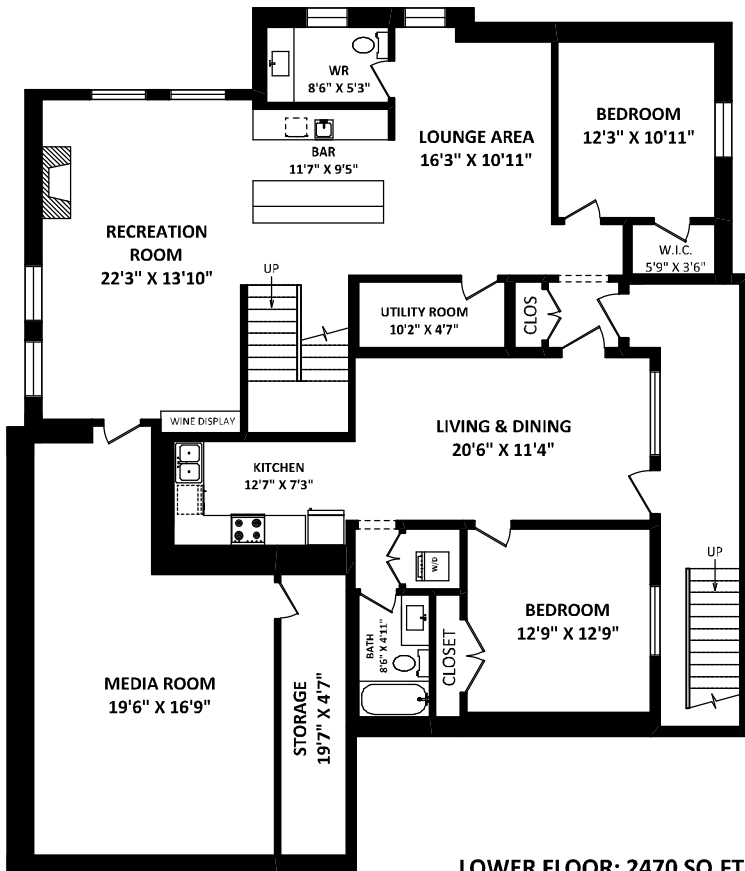 WR
8'6" X 5'3"
BAR
11'7" X 9'5"
LOUNGE AREA
16'3" X 10'11"
BEDROOM
12'3" X 10'11"
W.I.C.
5'9" X 3'6"
RECREATION
ROOM
22'3" X 13'10"
UP
UTILITY ROOM
10'2" X 4'7"
CLOS
WINE DISPLAY
LIVING & DINING
20'6" X 11'4"
KITCHEN
12'7" X 7'3"
W/D
UP
BATH
8'6" X 4'11"
CLOSET
BEDROOM
12'9" X 12'9"
MEDIA ROOM
19'6" X 16'9"
STORAGE
19'7" X 4'7"
LOWER FLOOR: 2470 SQ FT